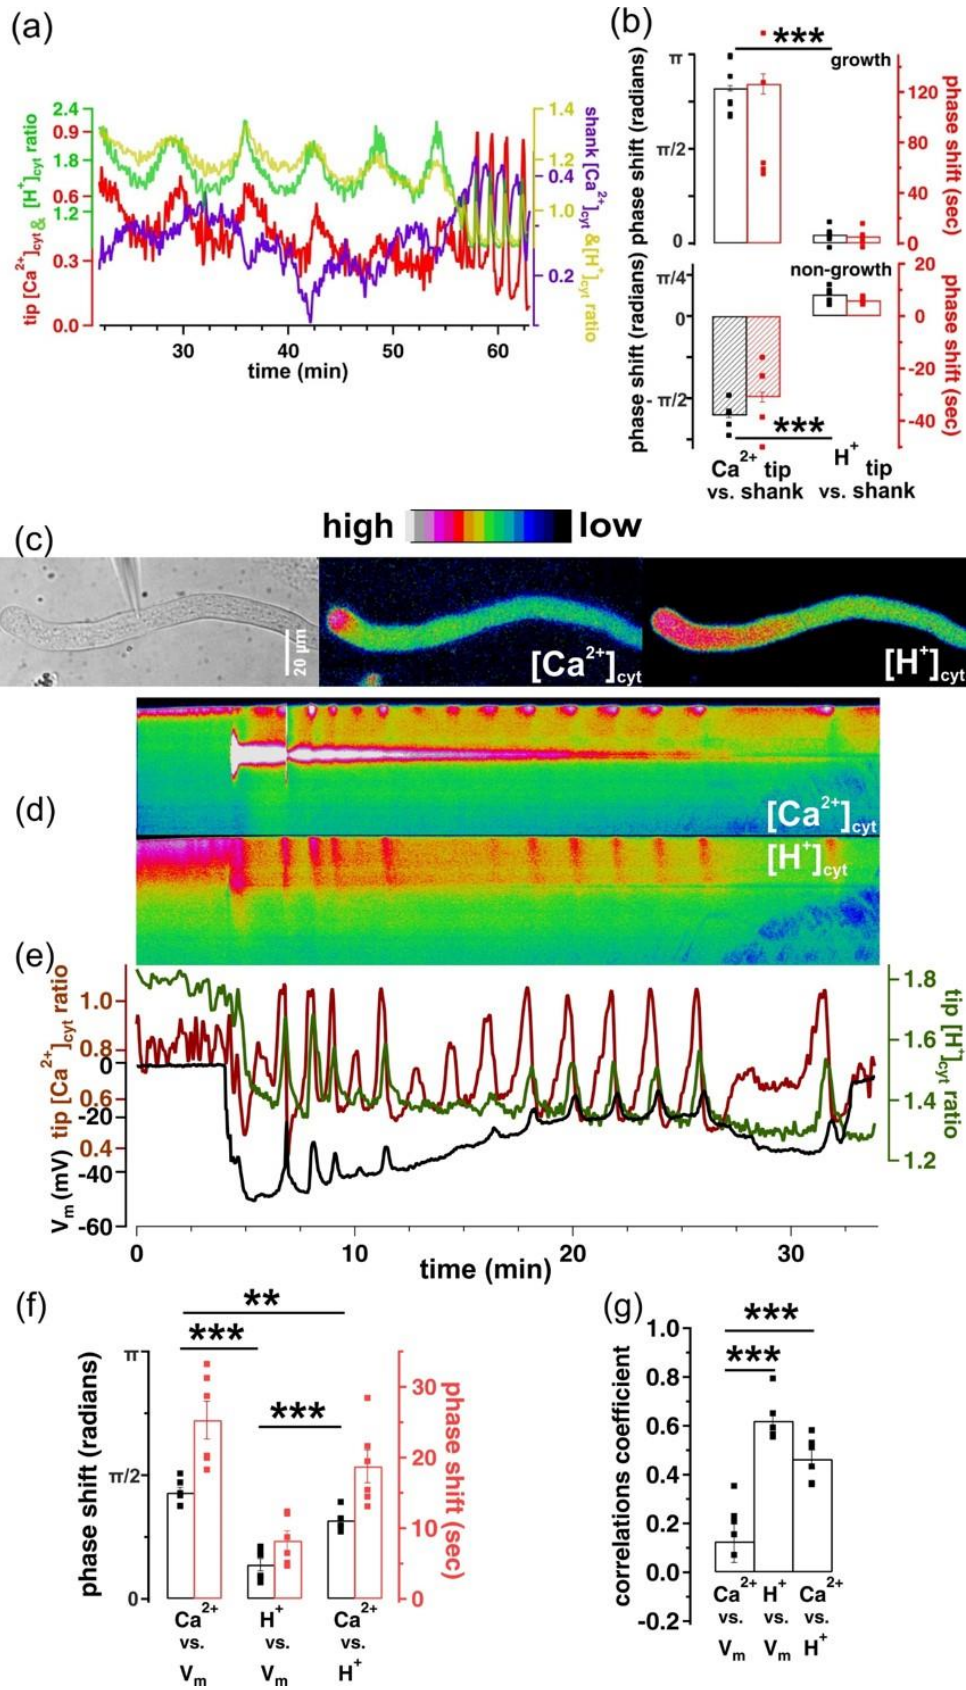 (a)
2.4
0.9
1.8
0.6
1.2
0.3
0.0
tip [Ca²⁺]cyt & [H⁺]cyt ratio
1.4
1.2
0.4
1.0
0.2
shank [Ca²⁺]cyt & [H⁺]cyt ratio
30 40 50 60
time (min)
(b)
***
growth
π
π/2
0
phase shift (radians)
120
80
40
0
phase shift (sec)
non-growth
π/4
0
- π/2
phase shift (radians)
20
0
-20
-40
phase shift (sec)
***
Ca²⁺ tip H⁺ tip
vs. shank vs. shank
high low
(c)
20 µm
[Ca²⁺]cyt
[H⁺]cyt
(d)
[Ca²⁺]cyt
[H⁺]cyt
(e)
1.0
0.8
0
0.6
-20
0.4
-40
-60
Vm (mV) tip [Ca²⁺]cyt ratio
1.8
1.6
1.4
1.2
tip [H⁺]cyt ratio
0 10 20 30
time (min)
(f)
**
***
***
π
π/2
0
phase shift (radians)
30
20
10
0
phase shift (sec)
Ca²⁺ H⁺ Ca²⁺
vs. vs. vs.
Vm Vm H⁺
(g)
***
***
1.0
0.8
0.6
0.4
0.2
0.0
-0.2
correlations coefficient
Ca²⁺ H⁺ Ca²⁺
vs. vs. vs.
Vm Vm H⁺